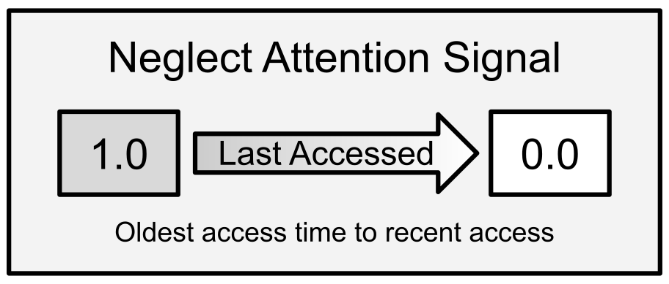 Neglect Attention Signal
1.0 Last Accessed 0.0
Oldest access time to recent access